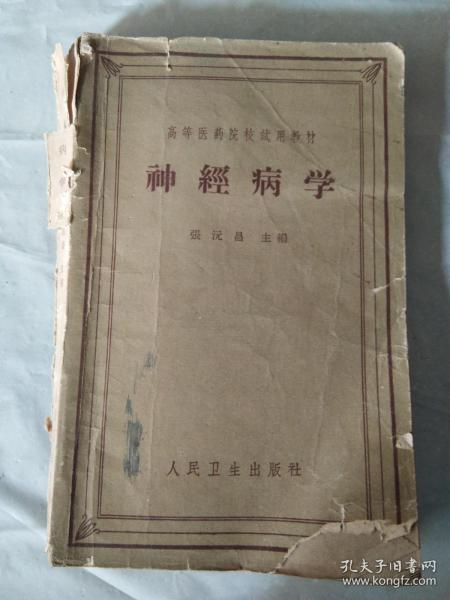 高等医药院校試用教材
神經病学
張沅昌 主編
人民卫生出版社
病
孔夫子旧书网
www.kongfz.com